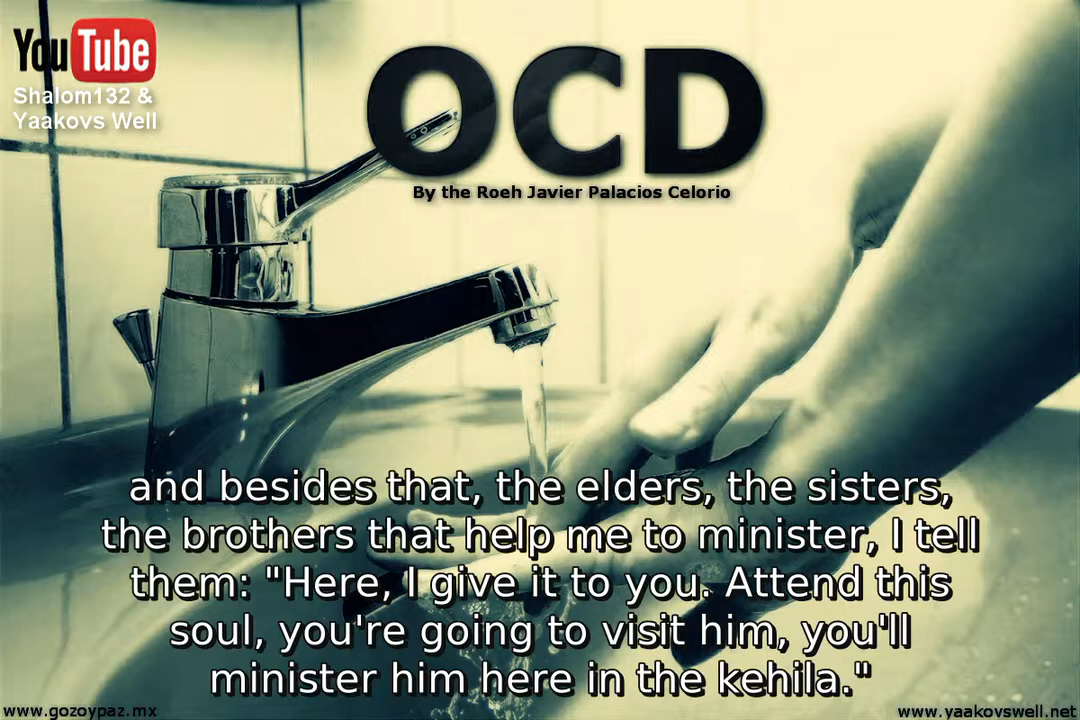 YouTube
Shalom132 &
Yaakovs Well
OCD
By the Roeh Javier Palacios Celorio
and besides that, the elders, the sisters,
the brothers that help me to minister, I tell
them: "Here, I give it to you. Attend this
soul, you're going to visit him, you'll
minister him here in the kehila."
www.gozoypaz.mx
www.yaakovswell.net